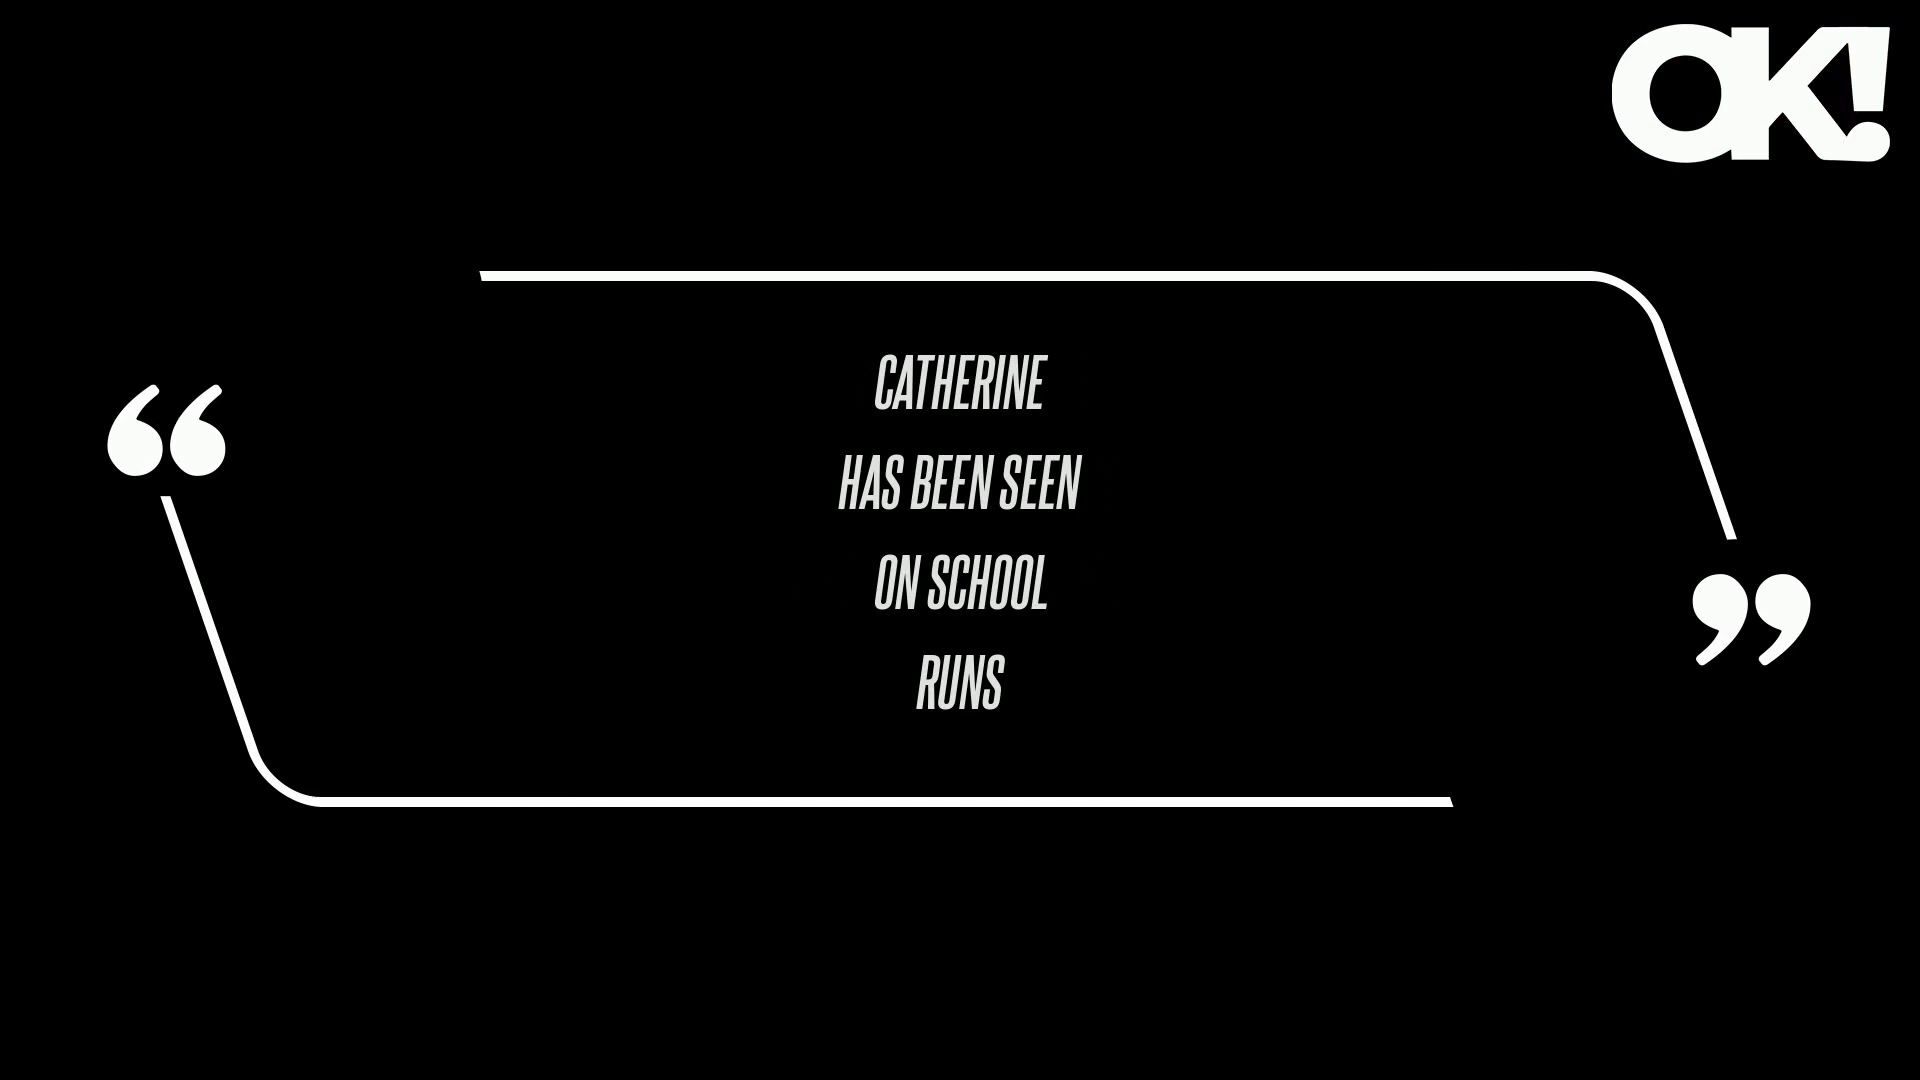 OK!
“
CATHERINE
HAS BEEN SEEN
ON SCHOOL
RUNS
”